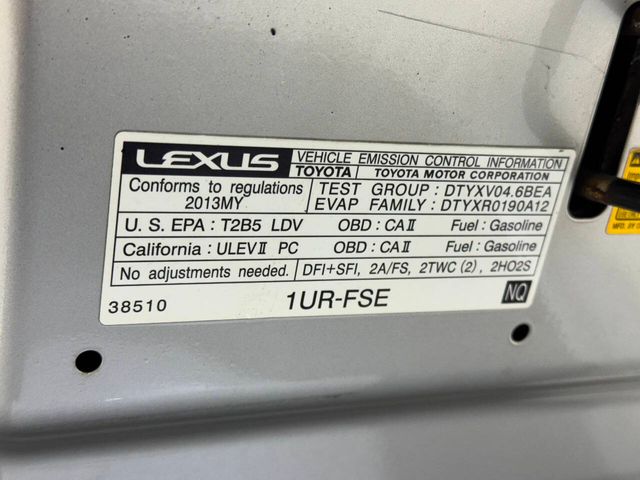 LEXUS VEHICLE EMISSION CONTROL INFORMATION
TOYOTA TOYOTA MOTOR CORPORATION
Conforms to regulations TEST GROUP : DTYXV04.6BEA
2013MY EVAP FAMILY : DTYXR0190A12
U. S. EPA : T2B5 LDV OBD : CAⅡ Fuel : Gasoline
California : ULEVⅡ PC OBD : CAⅡ Fuel : Gasoline
No adjustments needed. DFI+SFI, 2A/FS, 2TWC (2), 2HO2S
38510 1UR-FSE NQ